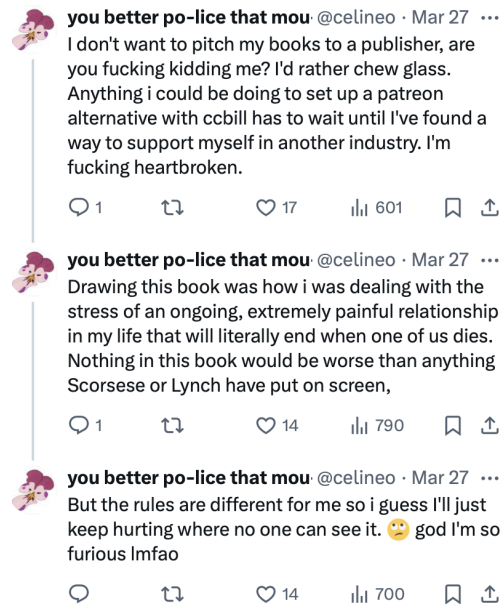 you better po-lice that mou· @celineo · Mar 27 ···
I don't want to pitch my books to a publisher, are
you fucking kidding me? I'd rather chew glass.
Anything i could be doing to set up a patreon
alternative with ccbill has to wait until I've found a
way to support myself in another industry. I'm
fucking heartbroken.
1 17 601
you better po-lice that mou· @celineo · Mar 27 ···
Drawing this book was how i was dealing with the
stress of an ongoing, extremely painful relationship
in my life that will literally end when one of us dies.
Nothing in this book would be worse than anything
Scorsese or Lynch have put on screen,
1 14 790
you better po-lice that mou· @celineo · Mar 27 ···
But the rules are different for me so i guess I'll just
keep hurting where no one can see it. 🙄 god I'm so
furious lmfao
14 700